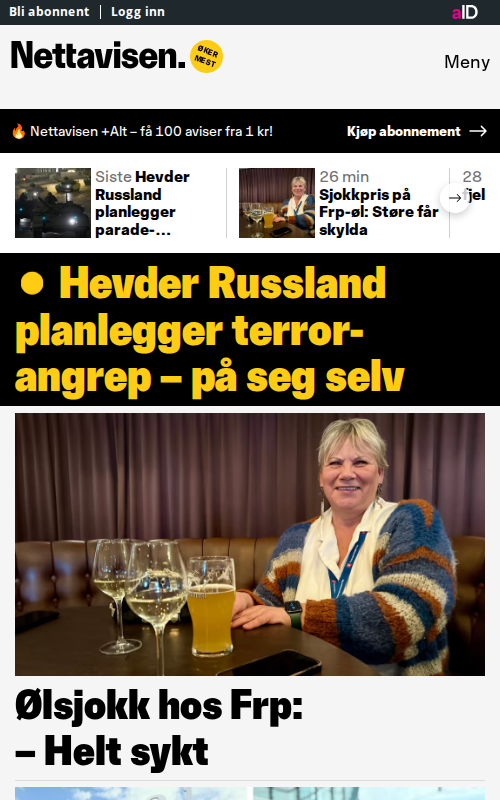 Bli abonnent
Logg inn
aID
Nettavisen.
ØKER
MEST
Meny
🔥 Nettavisen +Alt – få 100 aviser fra 1 kr!
Kjøp abonnement
Siste Hevder
Russland
planlegger
parade-...
26 min
Sjokkpris på
Frp-øl: Støre får
skylda
28
fjel
Hevder Russland
planlegger terror-
angrep – på seg selv
Ølsjokk hos Frp:
– Helt sykt